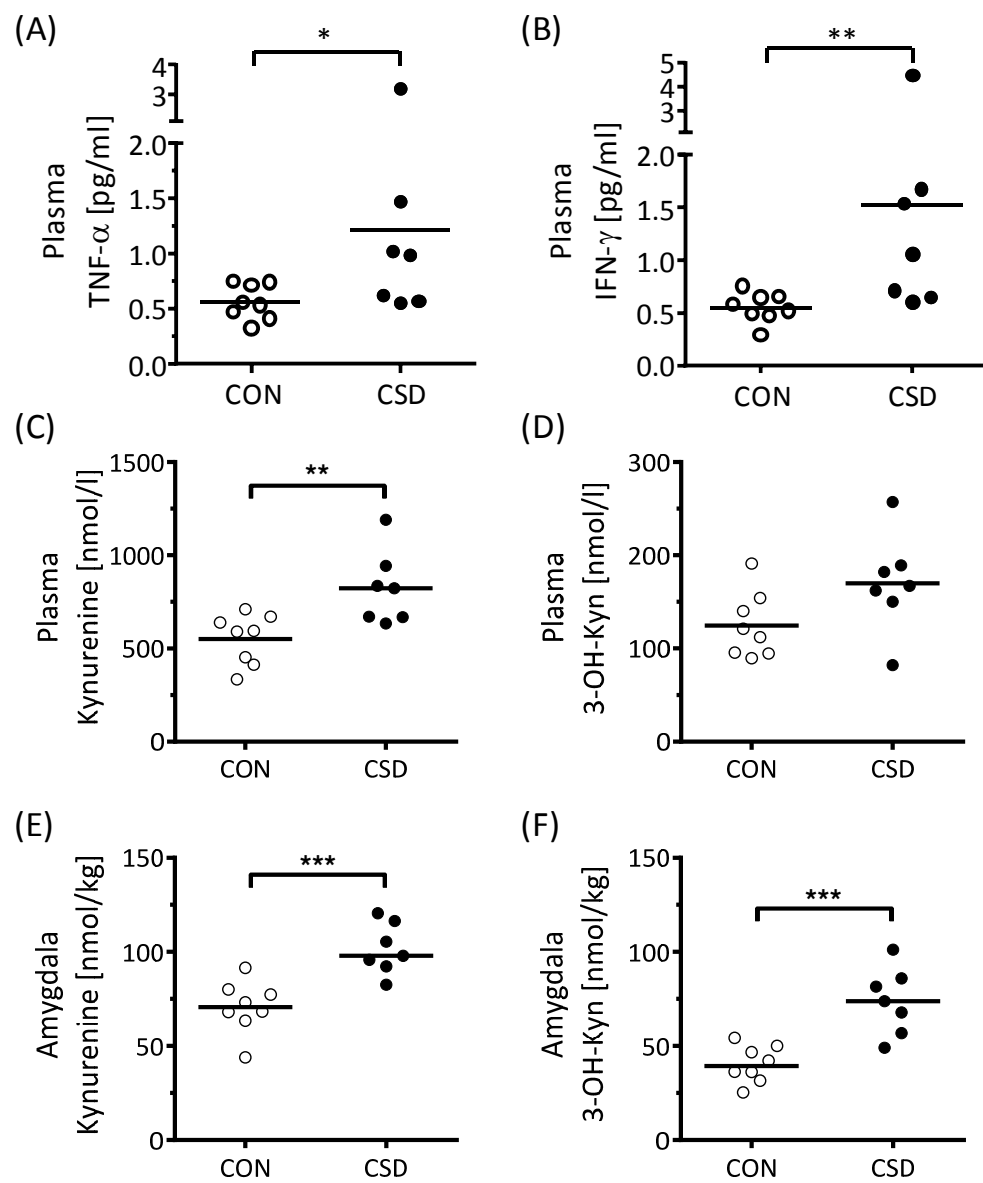 (A)
*
Plasma
TNF-α [pg/ml]
4
3
2.0
1.5
1.0
0.5
0.0
CON
CSD
(B)
**
Plasma
IFN-γ [pg/ml]
5
4
3
2.0
1.5
1.0
0.5
0.0
CON
CSD
(C)
**
Plasma
Kynurenine [nmol/l]
1500
1000
500
0
CON
CSD
(D)
Plasma
3-OH-Kyn [nmol/l]
300
200
100
0
CON
CSD
(E)
***
Amygdala
Kynurenine [nmol/kg]
150
100
50
0
CON
CSD
(F)
***
Amygdala
3-OH-Kyn [nmol/kg]
150
100
50
0
CON
CSD